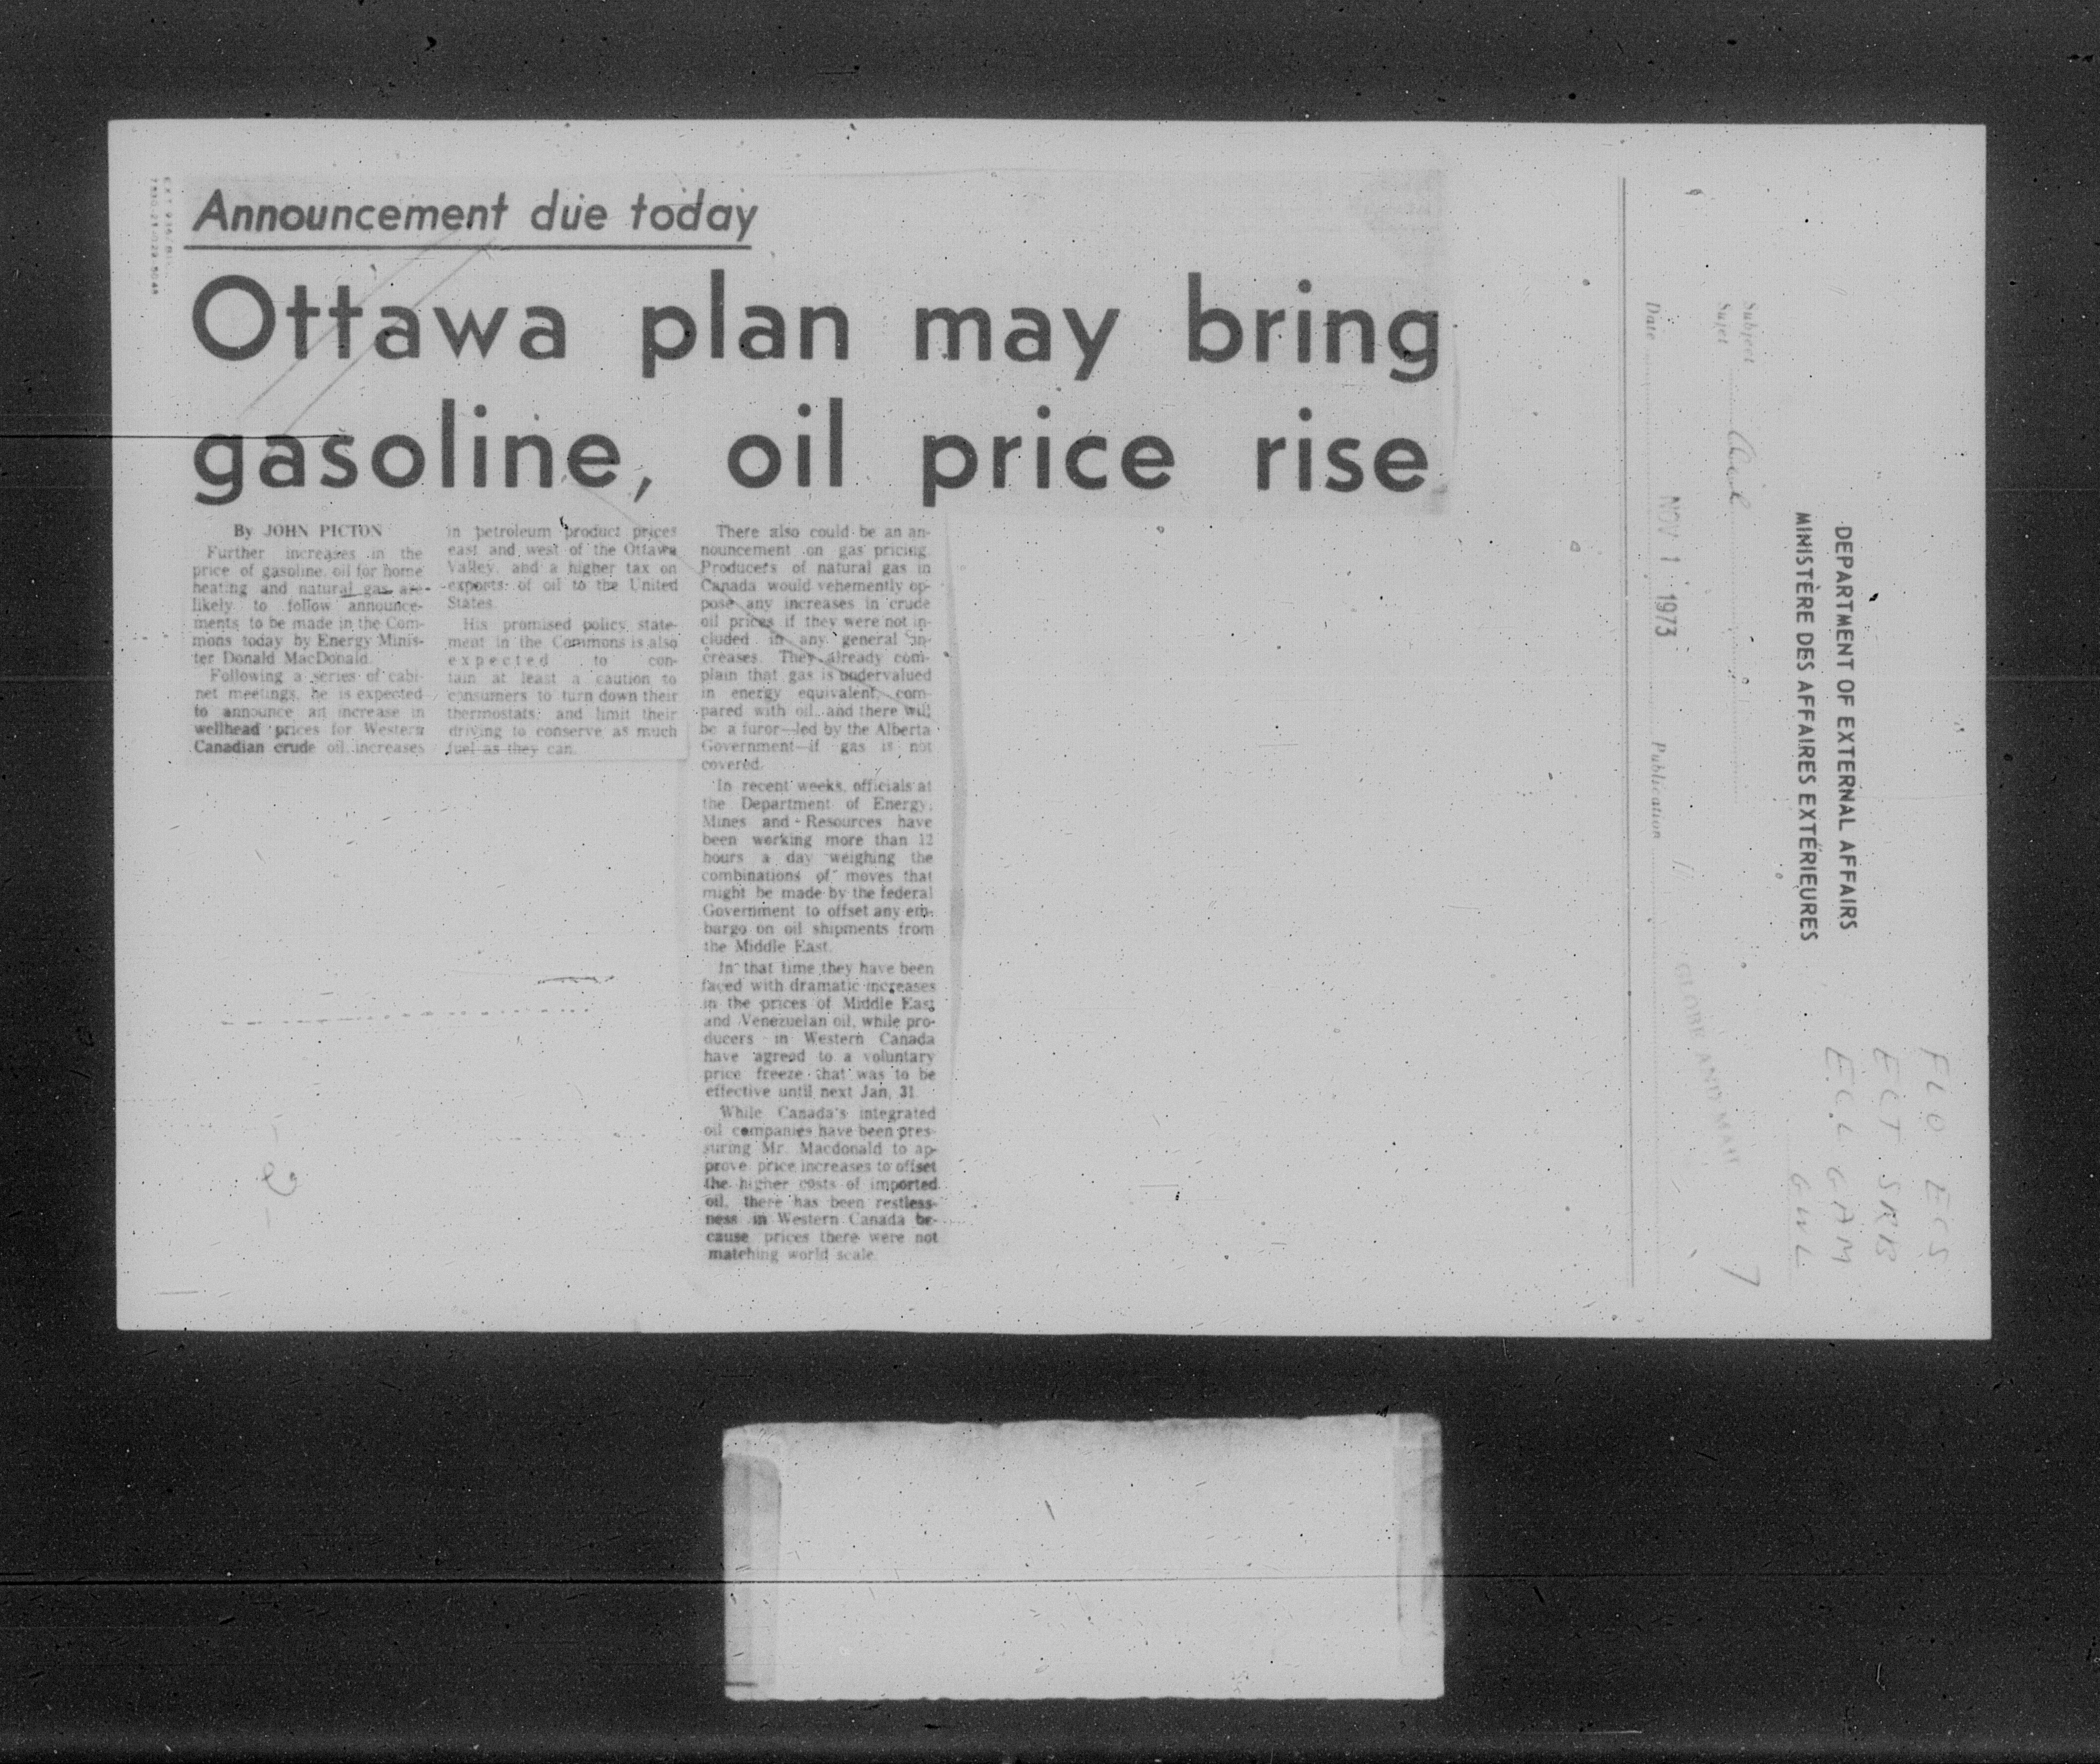 Announcement due today
Ottawa plan may bring
gasoline, oil price rise
By JOHN PICTON
Further increases in the
price of gasoline, oil for home
heating and natural gas are
likely to follow announce-
ments to be made in the Com-
mons today by Energy Minis-
ter Donald MacDonald.
Following a series of cabi-
net meetings, he is expected
to announce an increase in
wellhead prices for Western
Canadian crude oil, increases
in petroleum product prices
east and west of the Ottawa
Valley, and a higher tax on
exports of oil to the United
States.
His promised policy state-
ment in the Commons is also
expected to con-
tain at least a caution to
consumers to turn down their
thermostats and limit their
driving to conserve as much
fuel as they can.
There also could be an an-
nouncement on gas pricing.
Producers of natural gas in
Canada would vehemently op-
pose any increases in crude
oil prices if they were not in-
cluded in any general in-
creases. They already com-
plain that gas is undervalued
in energy equivalent, com-
pared with oil, and there will
be a furor—led by the Alberta
Government—if gas is not
covered.
In recent weeks, officials at
the Department of Energy,
Mines and Resources have
been working more than 12
hours a day weighing the
combinations of moves that
might be made by the federal
Government to offset any em-
bargo on oil shipments from
the Middle East.
In that time they have been
faced with dramatic increases
in the prices of Middle East
and Venezuelan oil, while pro-
ducers in Western Canada
have agreed to a voluntary
price freeze that was to be
effective until next Jan. 31.
While Canada's integrated
oil companies have been pres-
suring Mr. Macdonald to ap-
prove price increases to offset
the higher costs of imported
oil, there has been restless-
ness in Western Canada be-
cause prices there were not
matching world scale.
DEPARTMENT OF EXTERNAL AFFAIRS
MINISTÈRE DES AFFAIRES EXTÉRIEURES
Subject
Sujet
Date NOV 1 1973 Publication GLOBE AND MAIL
FLO ECS
ECT SRB
ECL GAM
GWL